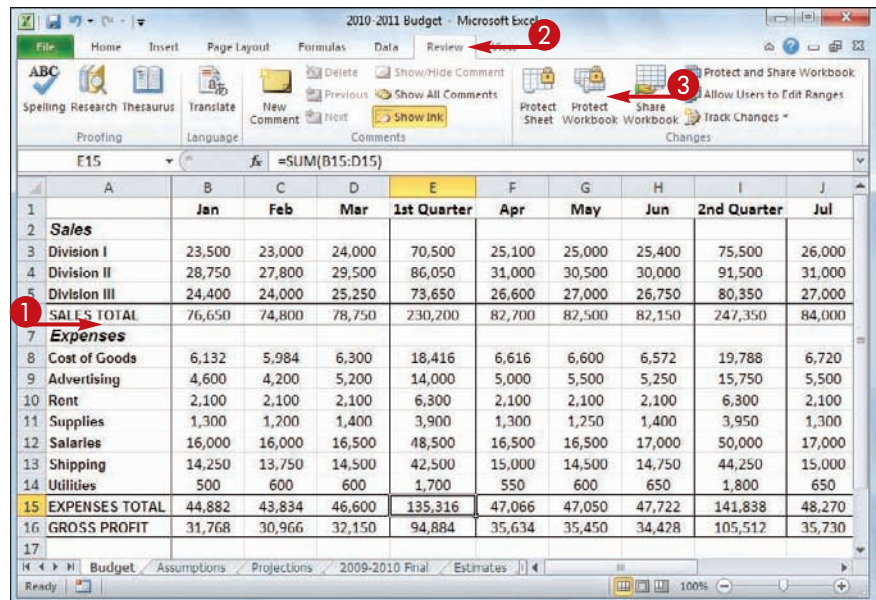 2010-2011 Budget - Microsoft Excel
2
File Home Insert Page Layout Formulas Data Review
ABC
Spelling Research Thesaurus
Proofing
Translate
Language
New Comment
Delete
Previous
Next
Show/Hide Comment
Show All Comments
Show Ink
Comments
Protect Sheet
Protect Workbook
Share Workbook
3
Protect and Share Workbook
Allow Users to Edit Ranges
Track Changes
Changes
E15 fx =SUM(B15:D15)
A B C D E F G H I J
1 Jan Feb Mar 1st Quarter Apr May Jun 2nd Quarter Jul
2 Sales
3 Division I 23,500 23,000 24,000 70,500 25,100 25,000 25,400 75,500 26,000
4 Division II 28,750 27,800 29,500 86,050 31,000 30,500 30,000 91,500 31,000
5 Division III 24,400 24,000 25,250 73,650 26,600 27,000 26,750 80,350 27,000
1 SALES TOTAL 76,650 74,800 78,750 230,200 82,700 82,500 82,150 247,350 84,000
7 Expenses
8 Cost of Goods 6,132 5,984 6,300 18,416 6,616 6,600 6,572 19,788 6,720
9 Advertising 4,600 4,200 5,200 14,000 5,000 5,500 5,250 15,750 5,500
10 Rent 2,100 2,100 2,100 6,300 2,100 2,100 2,100 6,300 2,100
11 Supplies 1,300 1,200 1,400 3,900 1,300 1,250 1,400 3,950 1,300
12 Salaries 16,000 16,000 16,500 48,500 16,500 16,500 17,000 50,000 17,000
13 Shipping 14,250 13,750 14,500 42,500 15,000 14,500 14,750 44,250 15,000
14 Utilities 500 600 600 1,700 550 600 650 1,800 650
15 EXPENSES TOTAL 44,882 43,834 46,600 135,316 47,066 47,050 47,722 141,838 48,270
16 GROSS PROFIT 31,768 30,966 32,150 94,884 35,634 35,450 34,428 105,512 35,730
17
Budget Assumptions Projections 2009-2010 Final Estimates
Ready 100%